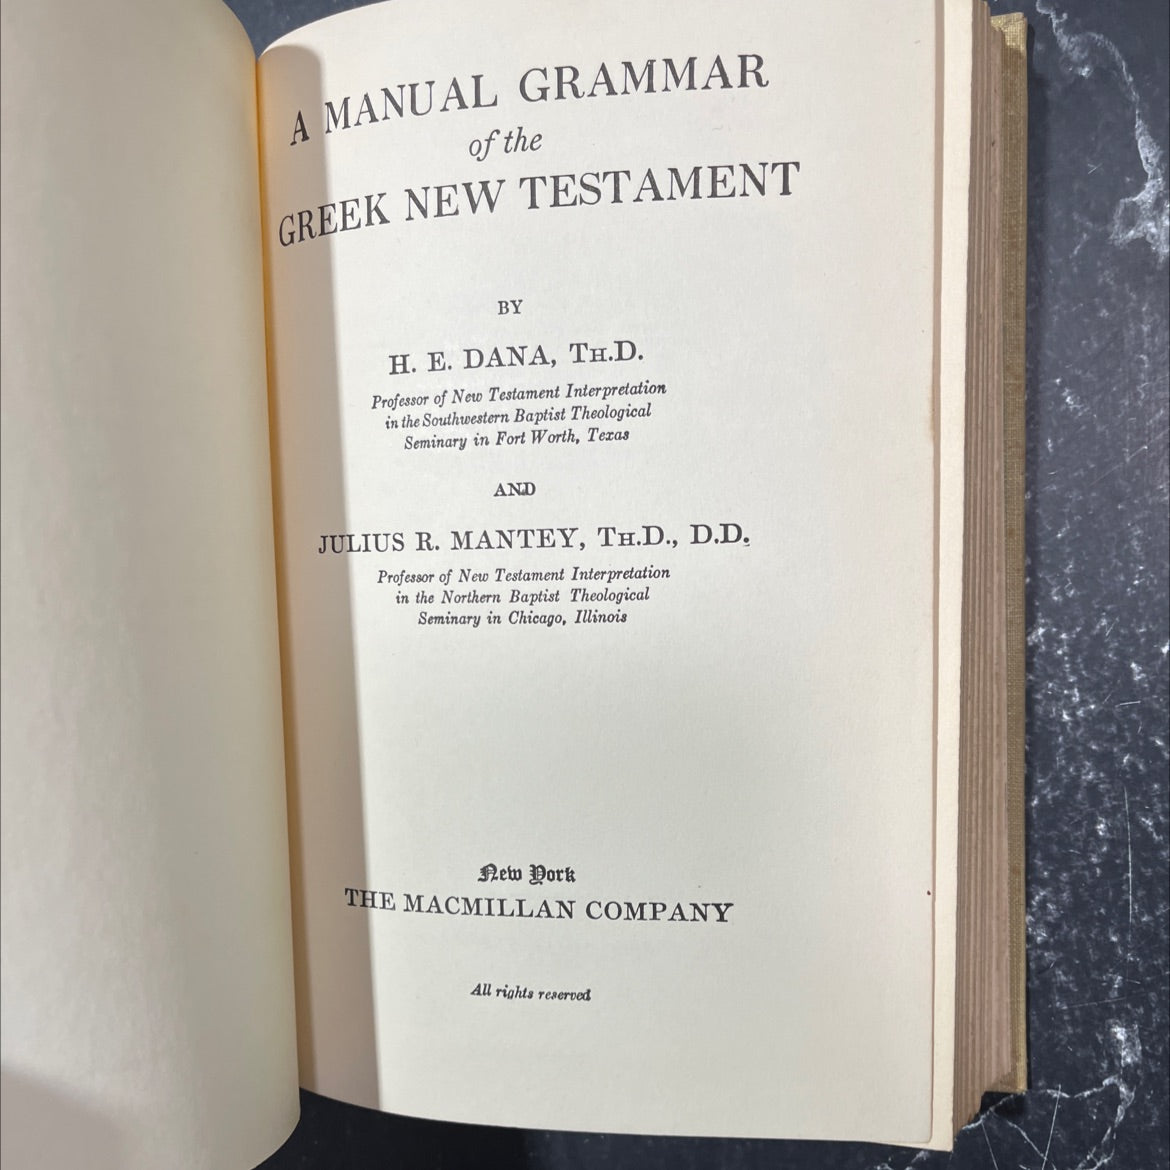 A MANUAL GRAMMAR
of the
GREEK NEW TESTAMENT
BY
H. E. DANA, TH.D.
Professor of New Testament Interpretation
in the Southwestern Baptist Theological
Seminary in Fort Worth, Texas
AND
JULIUS R. MANTEY, TH.D., D.D.
Professor of New Testament Interpretation
in the Northern Baptist Theological
Seminary in Chicago, Illinois
New York
THE MACMILLAN COMPANY
All rights reserved